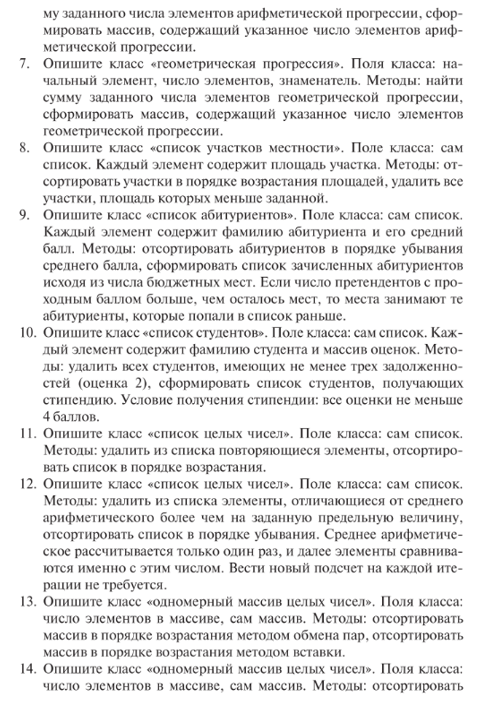 му заданного числа элементов арифметической прогрессии, сфор-
мировать массив, содержащий указанное число элементов ариф-
метической прогрессии.
7. Опишите класс «геометрическая прогрессия». Поля класса: на-
чальный элемент, число элементов, знаменатель. Методы: найти
сумму заданного числа элементов геометрической прогрессии,
сформировать массив, содержащий указанное число элементов
геометрической прогрессии.
8. Опишите класс «список участков местности». Поле класса: сам
список. Каждый элемент содержит площадь участка. Методы: от-
сортировать участки в порядке возрастания площадей, удалить все
участки, площадь которых меньше заданной.
9. Опишите класс «список абитуриентов». Поле класса: сам список.
Каждый элемент содержит фамилию абитуриента и его средний
балл. Методы: отсортировать абитуриентов в порядке убывания
среднего балла, сформировать список зачисленных абитуриентов
исходя из числа бюджетных мест. Если число претендентов с про-
ходным баллом больше, чем осталось мест, то места занимают те
абитуриенты, которые попали в список раньше.
10. Опишите класс «список студентов». Поле класса: сам список. Каж-
дый элемент содержит фамилию студента и массив оценок. Мето-
ды: удалить всех студентов, имеющих не менее трех задолженно-
стей (оценка 2), сформировать список студентов, получающих
стипендию. Условие получения стипендии: все оценки не меньше
4 баллов.
11. Опишите класс «список целых чисел». Поле класса: сам список.
Методы: удалить из списка повторяющиеся элементы, отсортиро-
вать список в порядке возрастания.
12. Опишите класс «список целых чисел». Поле класса: сам список.
Методы: удалить из списка элементы, отличающиеся от среднего
арифметического более чем на заданную предельную величину,
отсортировать список в порядке убывания. Среднее арифметиче-
ское рассчитывается только один раз, и далее элементы сравнива-
ются именно с этим числом. Вести новый подсчет на каждой ите-
рации не требуется.
13. Опишите класс «одномерный массив целых чисел». Поля класса:
число элементов в массиве, сам массив. Методы: отсортировать
массив в порядке возрастания методом обмена пар, отсортировать
массив в порядке возрастания методом вставки.
14. Опишите класс «одномерный массив целых чисел». Поля класса:
число элементов в массиве, сам массив. Методы: отсортировать